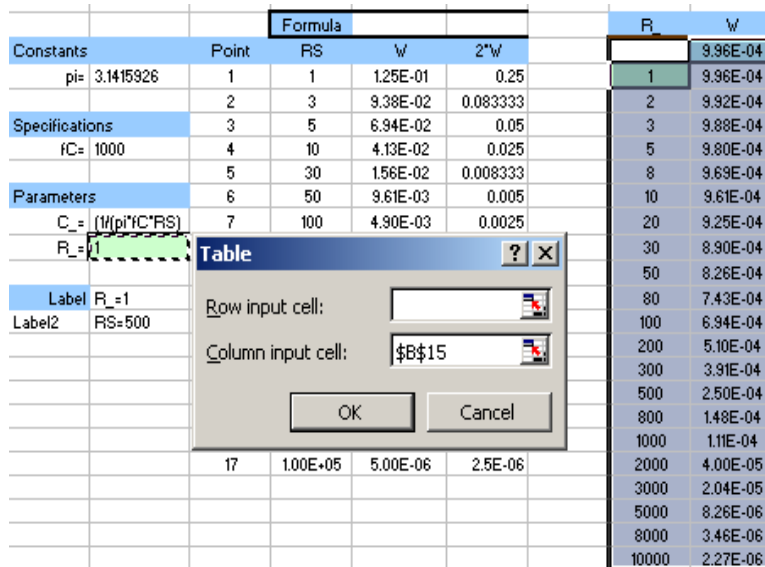 Formula R_ W
Constants Point RS W 2*W 9.96E-04
pi= 3.1415926 1 1 1.25E-01 0.25 1 9.96E-04
2 3 9.38E-02 0.083333 2 9.92E-04
Specifications 3 5 6.94E-02 0.05 3 9.88E-04
fC= 1000 4 10 4.13E-02 0.025 5 9.80E-04
5 30 1.56E-02 0.008333 8 9.69E-04
Parameters 6 50 9.61E-03 0.005 10 9.61E-04
C_= (1/(pi*fC*RS) 7 100 4.90E-03 0.0025 20 9.25E-04
R_= 1 Table 30 8.90E-04
50 8.26E-04
Label R_=1 Row input cell: 80 7.43E-04
Label2 RS=500 100 6.94E-04
Column input cell: $B$15 200 5.10E-04
300 3.91E-04
500 2.50E-04
OK Cancel 800 1.48E-04
1000 1.11E-04
17 1.00E+05 5.00E-06 2.5E-06 2000 4.00E-05
3000 2.04E-05
5000 8.26E-06
8000 3.46E-06
10000 2.27E-06